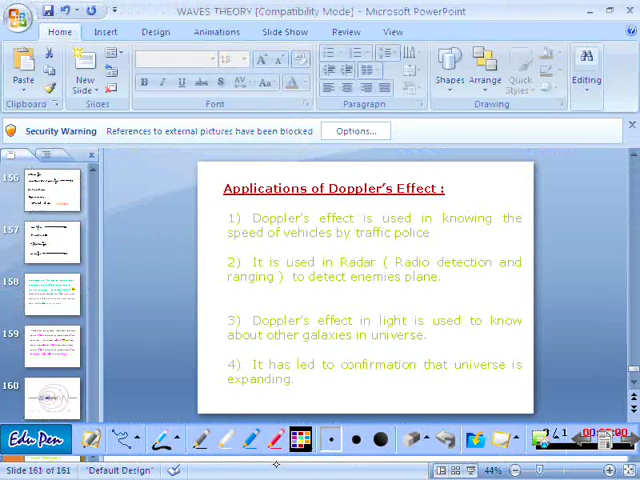 WAVES THEORY [Compatibility Mode] - Microsoft PowerPoint
Home Insert Design Animations Slide Show Review View
Paste New Slide Shapes Arrange Quick Styles Editing
18
B I U S
Clipboard Slides Font Paragraph Drawing
Security Warning References to external pictures have been blocked Options...
156
157
158
159
160
Applications of Doppler's Effect :
1) Doppler's effect is used in knowing the
speed of vehicles by traffic police
2) It is used in Radar ( Radio detection and
ranging ) to detect enemies plane.
3) Doppler's effect in light is used to know
about other galaxies in universe.
4) It has led to confirmation that universe is
expanding.
Edu Pen
Slide 161 of 161 "Default Design" 44%